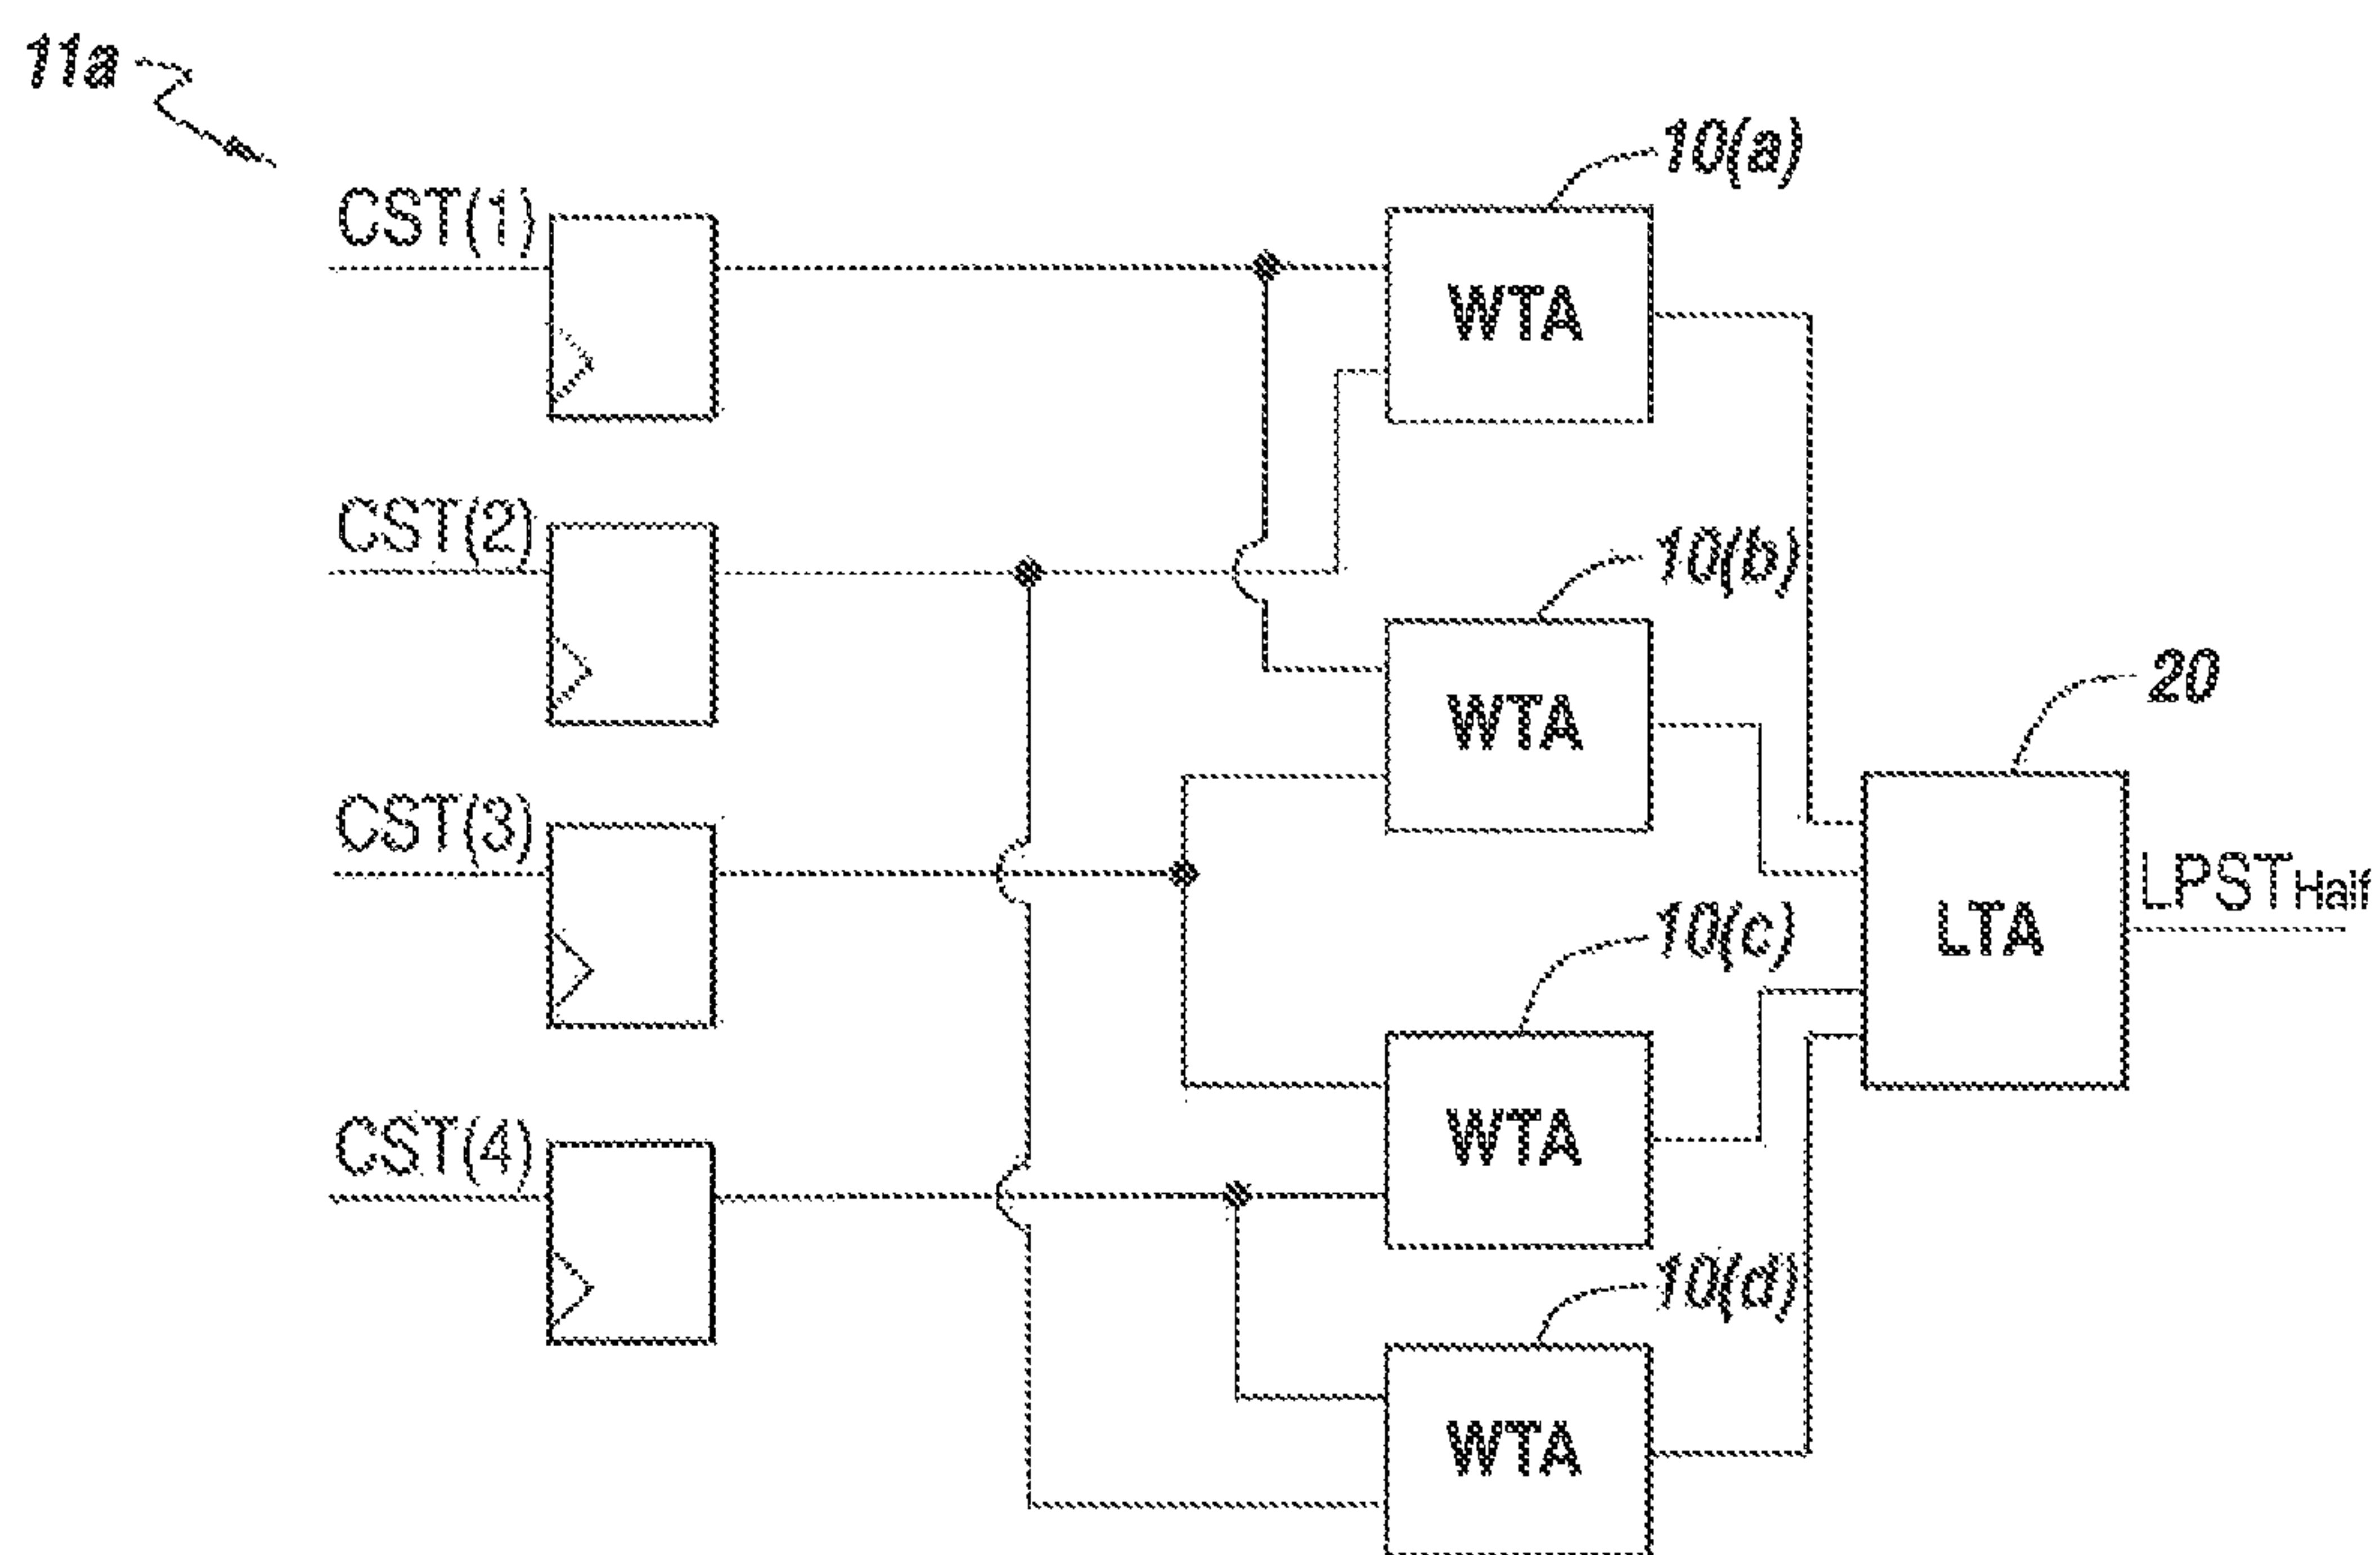 11a
10(a)
CST(1)
WTA
CST(2)
10(b)
20
WTA
CST(3)
LPSTHalf
10(c)
LTA
CST(4)
WTA
10(d)
WTA